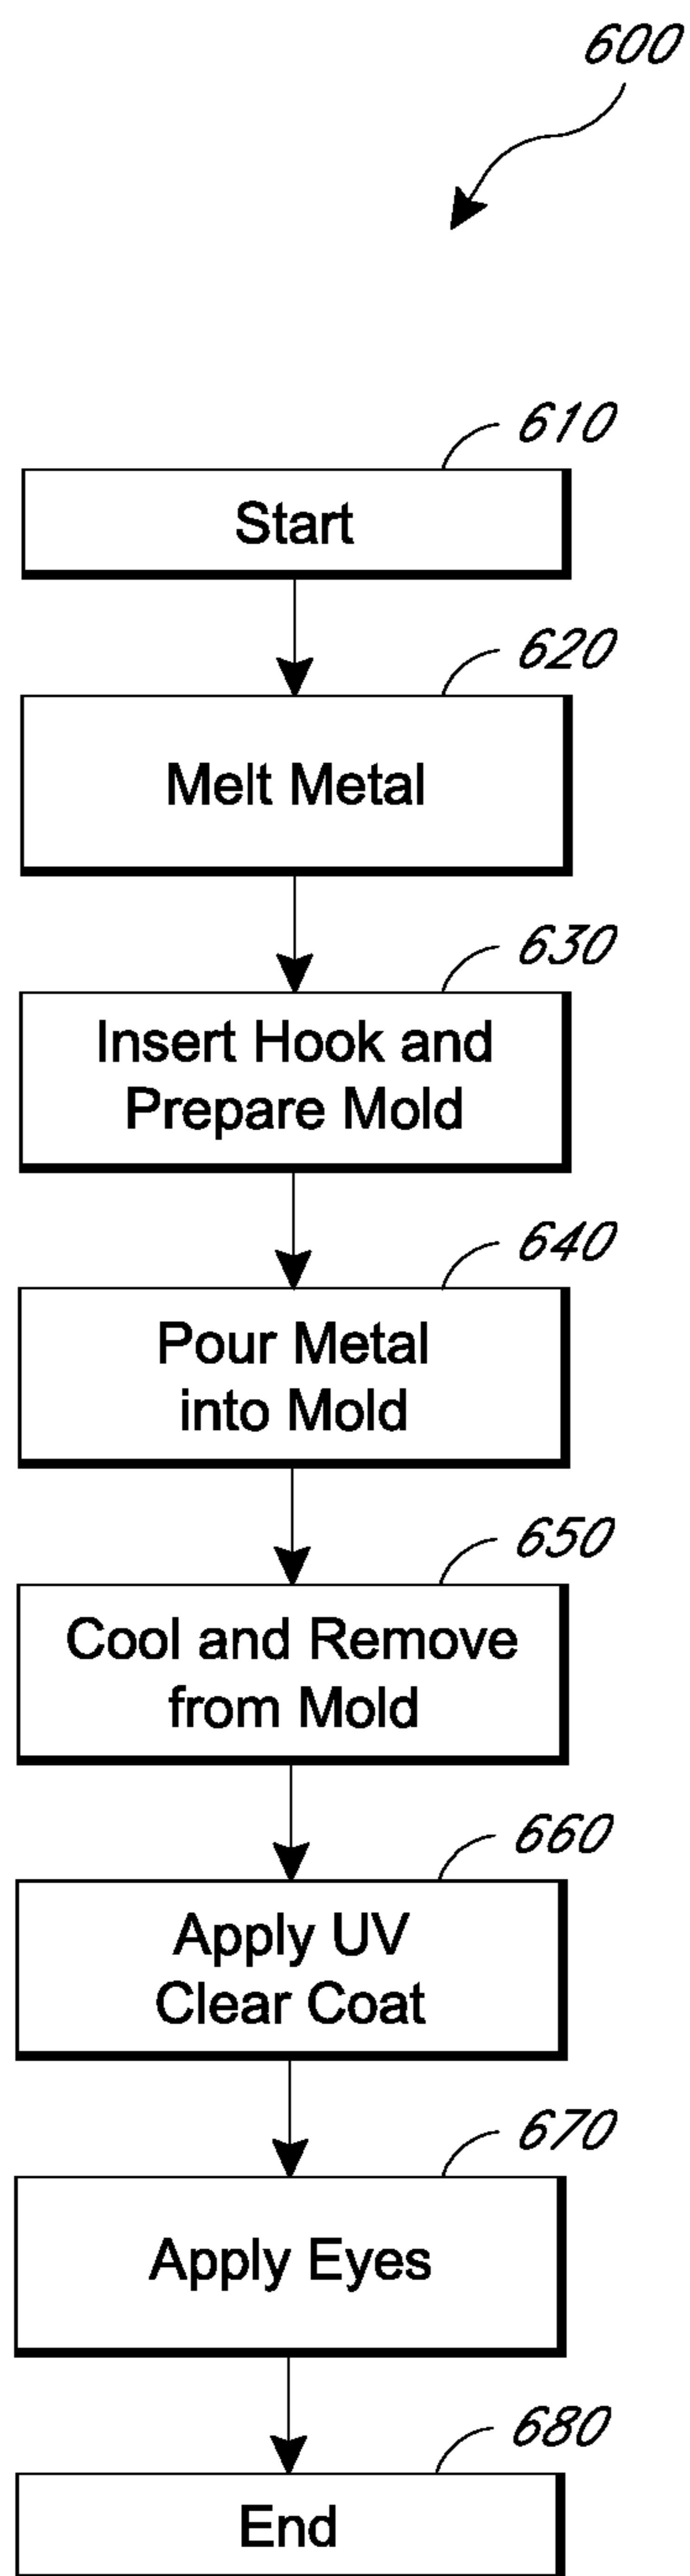 600
610
Start
620
Melt Metal
630
Insert Hook and
Prepare Mold
640
Pour Metal
into Mold
650
Cool and Remove
from Mold
660
Apply UV
Clear Coat
670
Apply Eyes
680
End